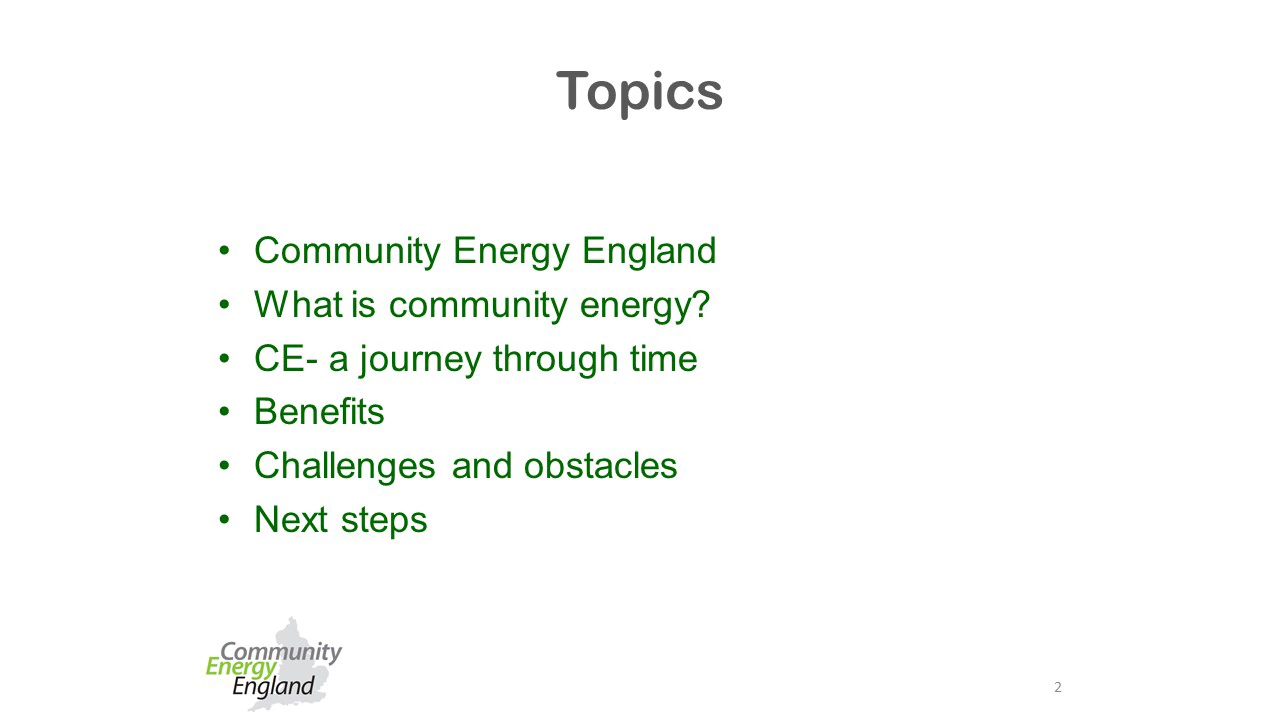 Topics
• Community Energy England
• What is community energy?
• CE- a journey through time
• Benefits
• Challenges and obstacles
• Next steps
Community
Energy
England
2